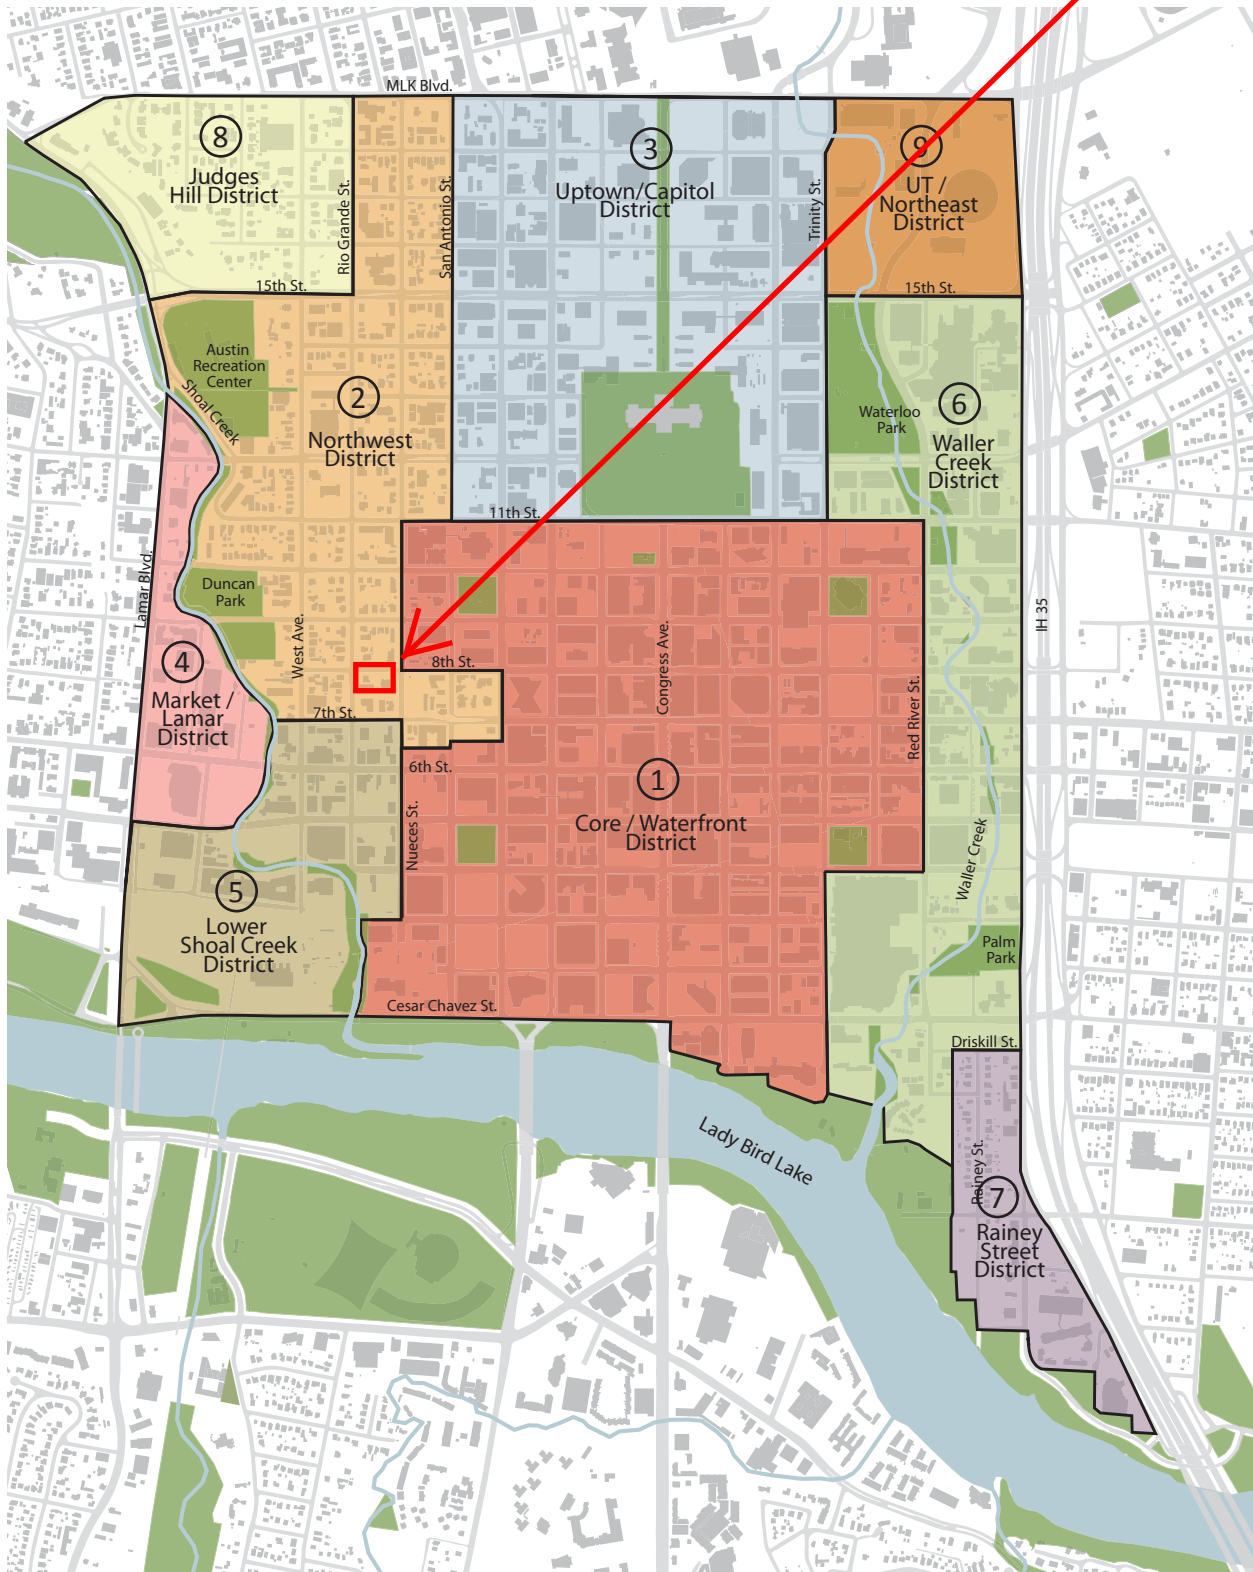 MLK Blvd.
8
Judges
Hill District
Rio Grande St.
San Antonio St.
3
Uptown/Capitol
District
Trinity St.
9
UT /
Northeast
District
15th St.
15th St.
Austin
Recreation
Center
Shoal Creek
2
Northwest
District
Waterloo
Park
6
Waller
Creek
District
11th St.
Lamar Blvd.
Duncan
Park
West Ave.
IH 35
4
Market /
Lamar
District
8th St.
Congress Ave.
Red River St.
7th St.
6th St.
1
Core / Waterfront
District
Nueces St.
Waller Creek
5
Lower
Shoal Creek
District
Palm
Park
Cesar Chavez St.
Driskill St.
Lady Bird Lake
Rainey St.
7
Rainey
Street
District